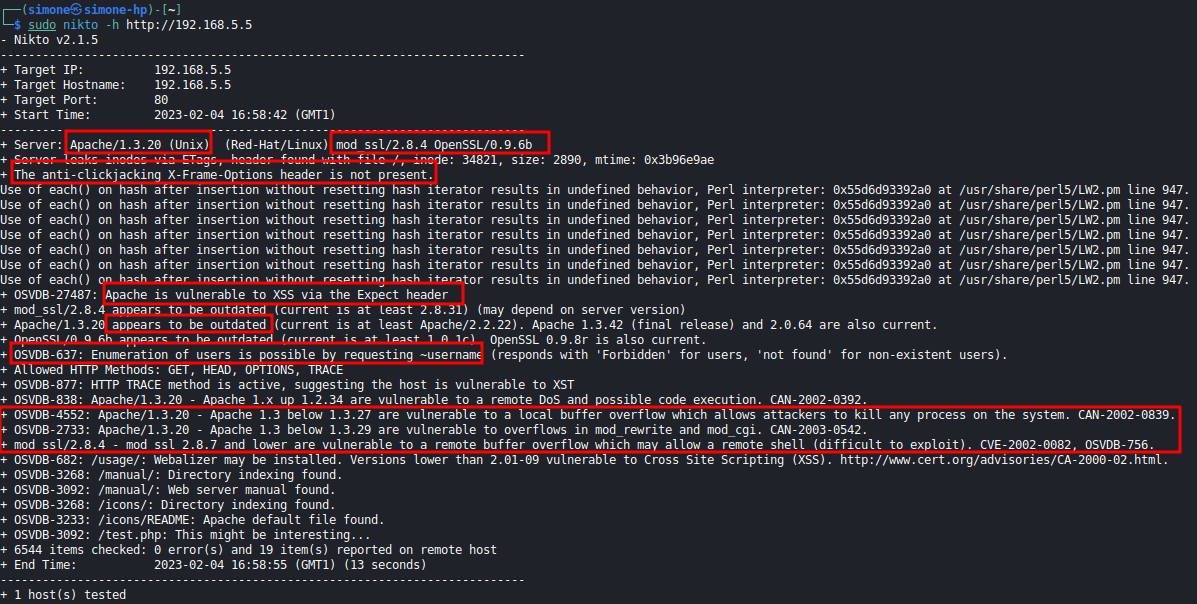 ┌──(simone㉿simone-hp)-[~]
└─$ sudo nikto -h http://192.168.5.5
- Nikto v2.1.5
---------------------------------------------------------------------------
+ Target IP:          192.168.5.5
+ Target Hostname:    192.168.5.5
+ Target Port:        80
+ Start Time:         2023-02-04 16:58:42 (GMT1)
---------------------------------------------------------------------------
+ Server: Apache/1.3.20 (Unix)  (Red-Hat/Linux) mod_ssl/2.8.4 OpenSSL/0.9.6b
+ Server leaks inodes via ETags, header found with file /, inode: 34821, size: 2890, mtime: 0x3b96e9ae
+ The anti-clickjacking X-Frame-Options header is not present.
Use of each() on hash after insertion without resetting hash iterator results in undefined behavior, Perl interpreter: 0x55d6d93392a0 at /usr/share/perl5/LW2.pm line 947.
Use of each() on hash after insertion without resetting hash iterator results in undefined behavior, Perl interpreter: 0x55d6d93392a0 at /usr/share/perl5/LW2.pm line 947.
Use of each() on hash after insertion without resetting hash iterator results in undefined behavior, Perl interpreter: 0x55d6d93392a0 at /usr/share/perl5/LW2.pm line 947.
Use of each() on hash after insertion without resetting hash iterator results in undefined behavior, Perl interpreter: 0x55d6d93392a0 at /usr/share/perl5/LW2.pm line 947.
Use of each() on hash after insertion without resetting hash iterator results in undefined behavior, Perl interpreter: 0x55d6d93392a0 at /usr/share/perl5/LW2.pm line 947.
Use of each() on hash after insertion without resetting hash iterator results in undefined behavior, Perl interpreter: 0x55d6d93392a0 at /usr/share/perl5/LW2.pm line 947.
Use of each() on hash after insertion without resetting hash iterator results in undefined behavior, Perl interpreter: 0x55d6d93392a0 at /usr/share/perl5/LW2.pm line 947.
+ OSVDB-27487: Apache is vulnerable to XSS via the Expect header
+ mod_ssl/2.8.4 appears to be outdated (current is at least 2.8.31) (may depend on server version)
+ Apache/1.3.20 appears to be outdated (current is at least Apache/2.2.22). Apache 1.3.42 (final release) and 2.0.64 are also current.
+ OpenSSL/0.9.6b appears to be outdated (current is at least 1.0.1c). OpenSSL 0.9.8r is also current.
+ OSVDB-637: Enumeration of users is possible by requesting ~username (responds with 'Forbidden' for users, 'not found' for non-existent users).
+ Allowed HTTP Methods: GET, HEAD, OPTIONS, TRACE
+ OSVDB-877: HTTP TRACE method is active, suggesting the host is vulnerable to XST
+ OSVDB-838: Apache/1.3.20 - Apache 1.x up 1.2.34 are vulnerable to a remote DoS and possible code execution. CAN-2002-0392.
+ OSVDB-4552: Apache/1.3.20 - Apache 1.3 below 1.3.27 are vulnerable to a local buffer overflow which allows attackers to kill any process on the system. CAN-2002-0839.
+ OSVDB-2733: Apache/1.3.20 - Apache 1.3 below 1.3.29 are vulnerable to overflows in mod_rewrite and mod_cgi. CAN-2003-0542.
+ mod_ssl/2.8.4 - mod_ssl 2.8.7 and lower are vulnerable to a remote buffer overflow which may allow a remote shell (difficult to exploit). CVE-2002-0082, OSVDB-756.
+ OSVDB-682: /usage/: Webalizer may be installed. Versions lower than 2.01-09 vulnerable to Cross Site Scripting (XSS). http://www.cert.org/advisories/CA-2000-02.html.
+ OSVDB-3268: /manual/: Directory indexing found.
+ OSVDB-3092: /manual/: Web server manual found.
+ OSVDB-3268: /icons/: Directory indexing found.
+ OSVDB-3233: /icons/README: Apache default file found.
+ OSVDB-3092: /test.php: This might be interesting...
+ 6544 items checked: 0 error(s) and 19 item(s) reported on remote host
+ End Time:           2023-02-04 16:58:55 (GMT1) (13 seconds)
---------------------------------------------------------------------------
+ 1 host(s) tested